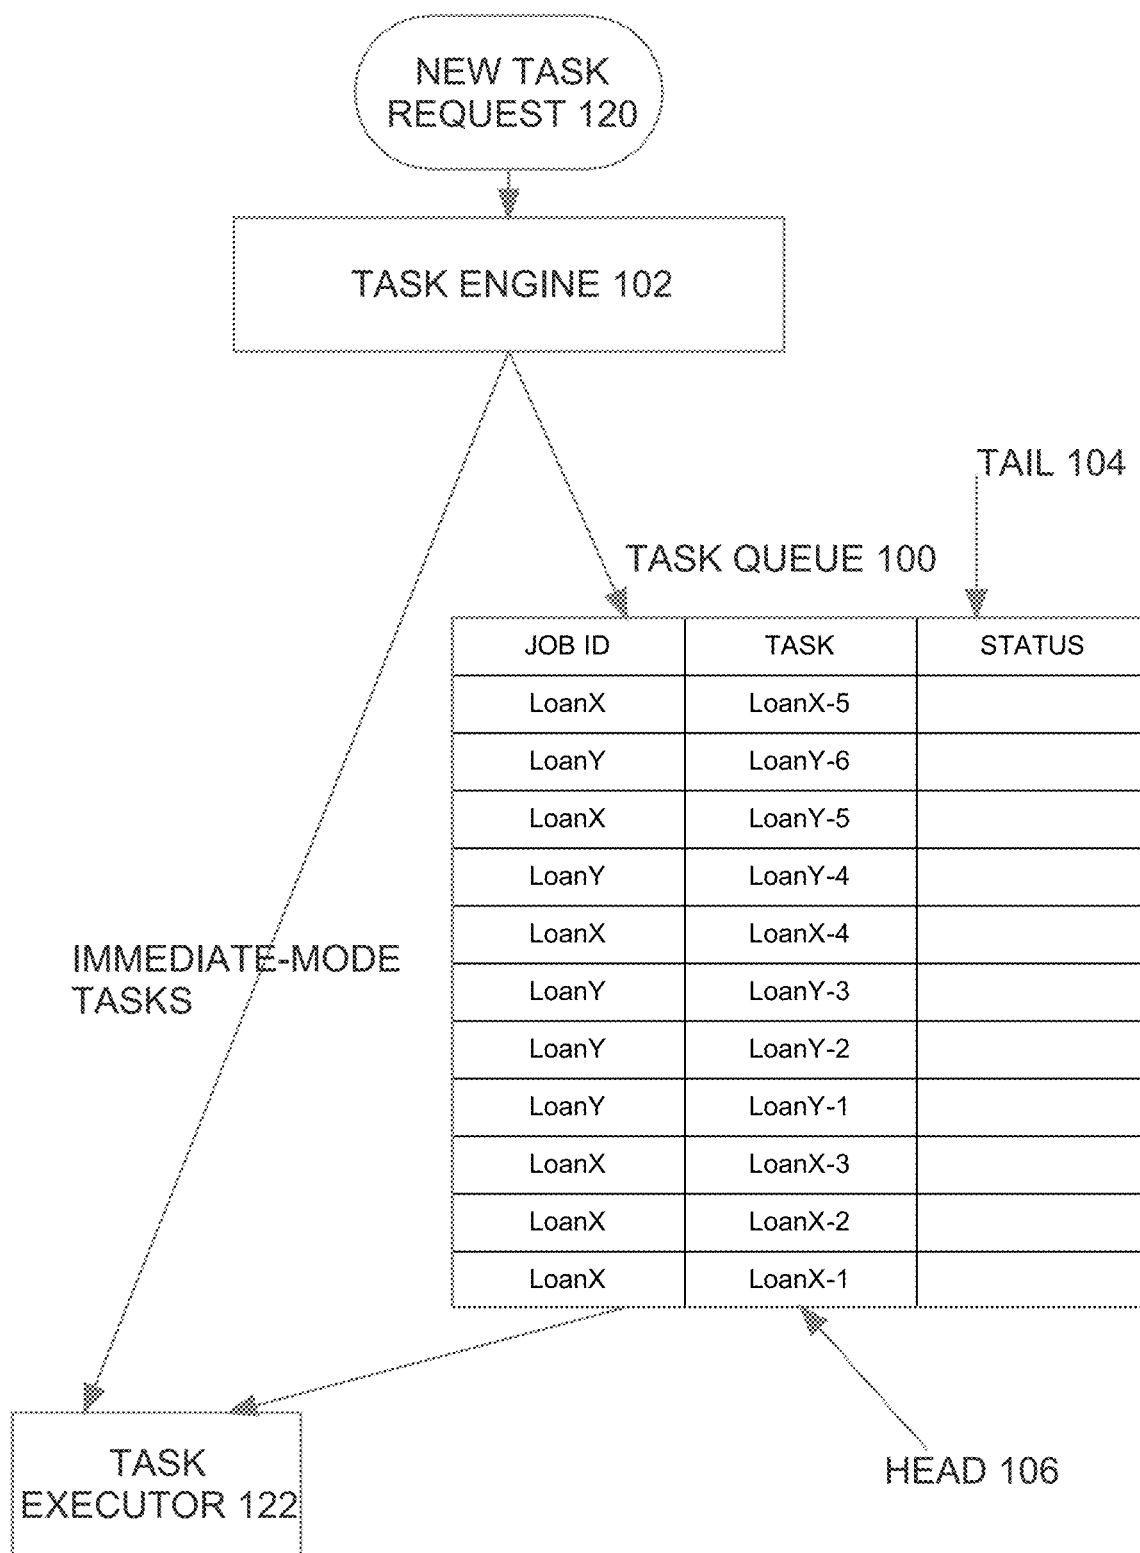 NEW TASK
REQUEST 120
TASK ENGINE 102
TAIL 104
TASK QUEUE 100
JOB ID TASK STATUS
LoanX LoanX-5
LoanY LoanY-6
LoanX LoanY-5
LoanY LoanY-4
LoanX LoanX-4
LoanY LoanY-3
LoanY LoanY-2
LoanY LoanY-1
LoanX LoanX-3
LoanX LoanX-2
LoanX LoanX-1
IMMEDIATE-MODE
TASKS
TASK
EXECUTOR 122
HEAD 106